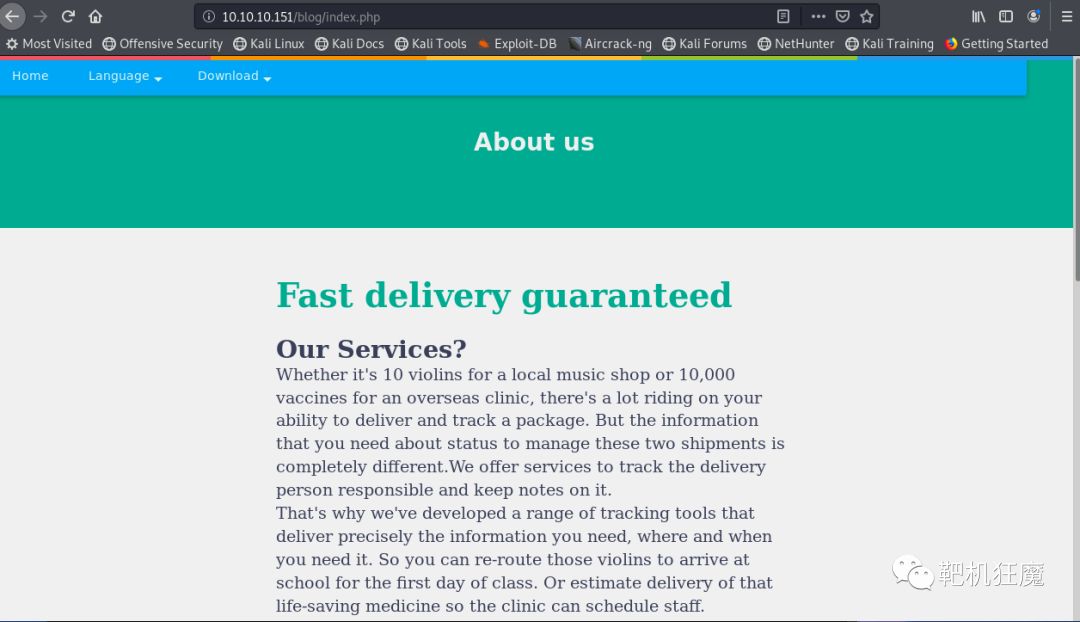 10.10.10.151/blog/index.php
Most Visited Offensive Security Kali Linux Kali Docs Kali Tools Exploit-DB Aircrack-ng Kali Forums NetHunter Kali Training Getting Started
Home Language Download
About us
Fast delivery guaranteed
Our Services?
Whether it's 10 violins for a local music shop or 10,000
vaccines for an overseas clinic, there's a lot riding on your
ability to deliver and track a package. But the information
that you need about status to manage these two shipments is
completely different.We offer services to track the delivery
person responsible and keep notes on it.
That's why we've developed a range of tracking tools that
deliver precisely the information you need, where and when
you need it. So you can re-route those violins to arrive at
school for the first day of class. Or estimate delivery of that
life-saving medicine so the clinic can schedule staff.
靶机狂魔